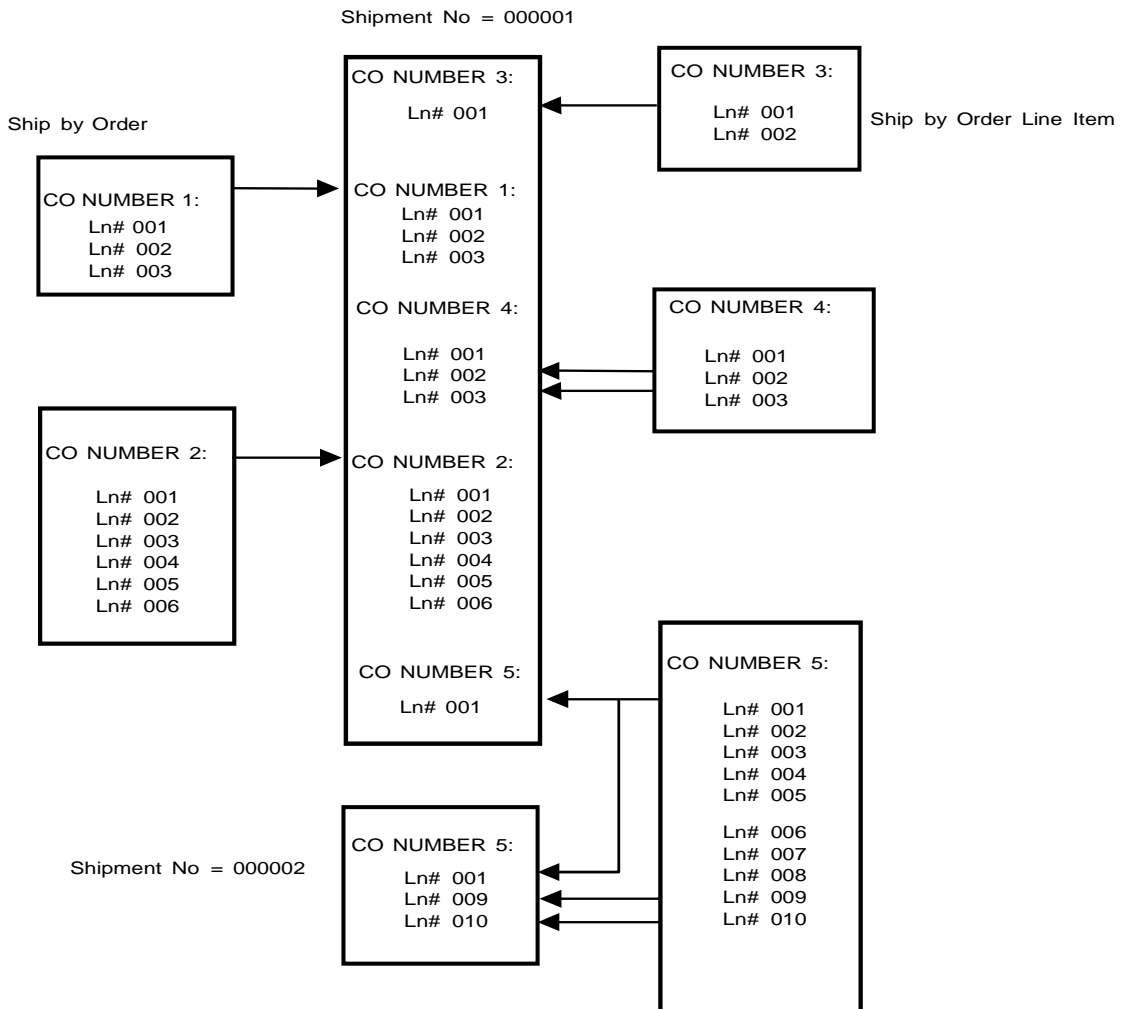 Shipment No = 000001
Ship by Order
CO NUMBER 1:
Ln# 001
Ln# 002
Ln# 003
CO NUMBER 2:
Ln# 001
Ln# 002
Ln# 003
Ln# 004
Ln# 005
Ln# 006
CO NUMBER 3:
Ln# 001
CO NUMBER 1:
Ln# 001
Ln# 002
Ln# 003
CO NUMBER 4:
Ln# 001
Ln# 002
Ln# 003
CO NUMBER 2:
Ln# 001
Ln# 002
Ln# 003
Ln# 004
Ln# 005
Ln# 006
CO NUMBER 5:
Ln# 001
CO NUMBER 3:
Ln# 001
Ln# 002
Ship by Order Line Item
CO NUMBER 4:
Ln# 001
Ln# 002
Ln# 003
CO NUMBER 5:
Ln# 001
Ln# 002
Ln# 003
Ln# 004
Ln# 005
Ln# 006
Ln# 007
Ln# 008
Ln# 009
Ln# 010
Shipment No = 000002
CO NUMBER 5:
Ln# 001
Ln# 009
Ln# 010